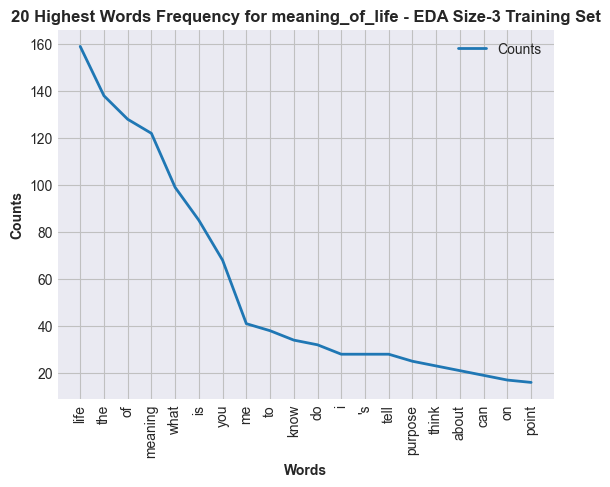 20 Highest Words Frequency for meaning_of_life - EDA Size-3 Training Set
Counts
160
140
120
100
80
60
40
20
Counts
life
the
of
meaning
what
is
you
me
to
know
do
i
's
tell
purpose
think
about
can
on
point
Words